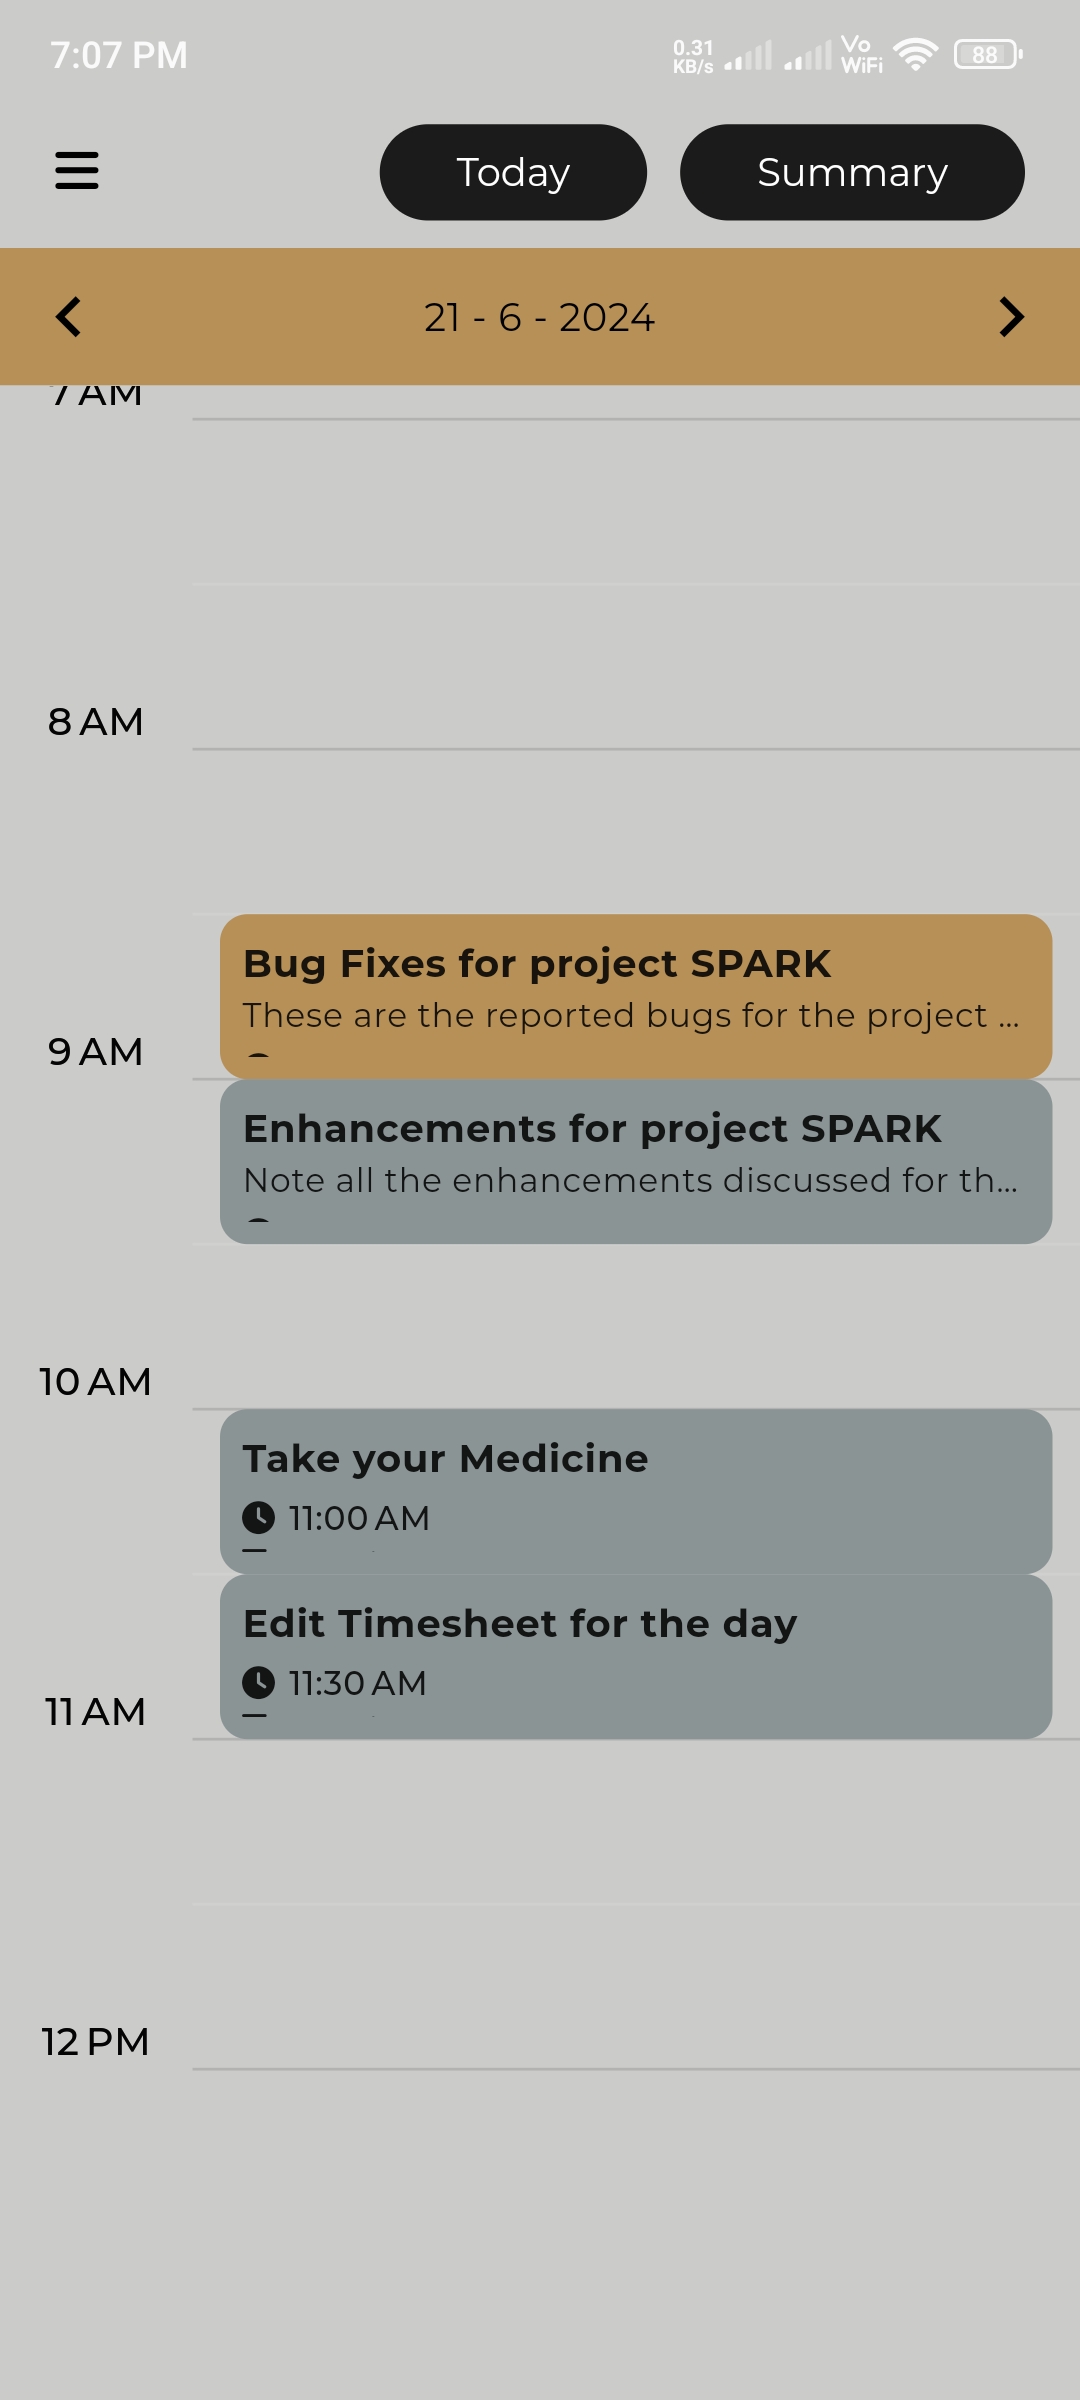 7:07 PM
0.31
KB/s
Vo
WiFi
88
Today
Summary
21 - 6 - 2024
7 AM
8 AM
Bug Fixes for project SPARK
These are the reported bugs for the project ...
9 AM
Enhancements for project SPARK
Note all the enhancements discussed for th...
10 AM
Take your Medicine
11:00 AM
Edit Timesheet for the day
11:30 AM
11 AM
12 PM